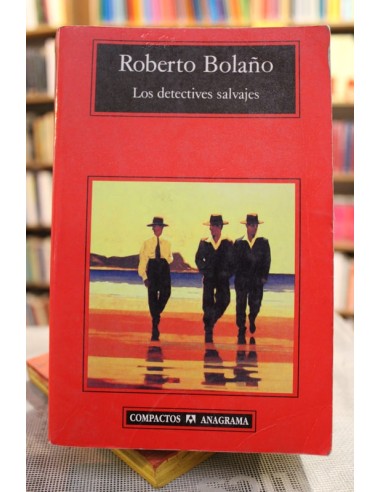 Roberto Bolaño
Los detectives salvajes
COMPACTOS ANAGRAMA